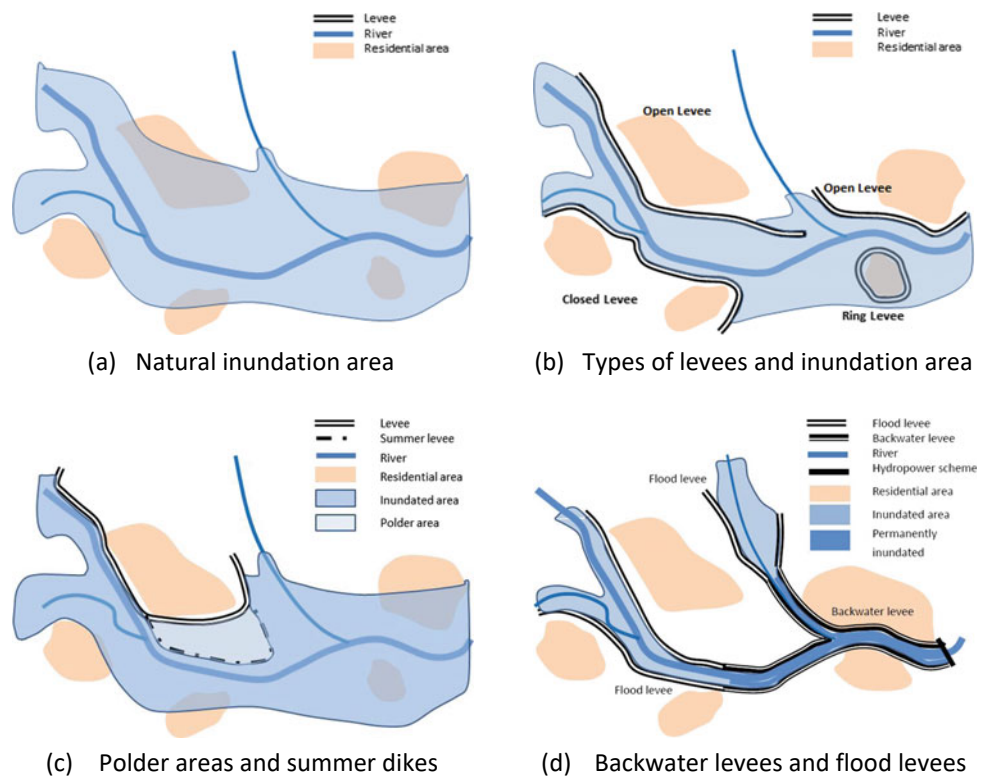 Levee
River
Residential area
Levee
River
Residential area
Open Levee
Open Levee
Closed Levee
Ring Levee
(a) Natural inundation area
(b) Types of levees and inundation area
Levee
Summer levee
River
Residential area
Inundated area
Polder area
Flood levee
Backwater levee
River
Hydropower scheme
Residential area
Inundated area
Permanently
inundated
Flood levee
Backwater levee
Flood levee
(c) Polder areas and summer dikes
(d) Backwater levees and flood levees